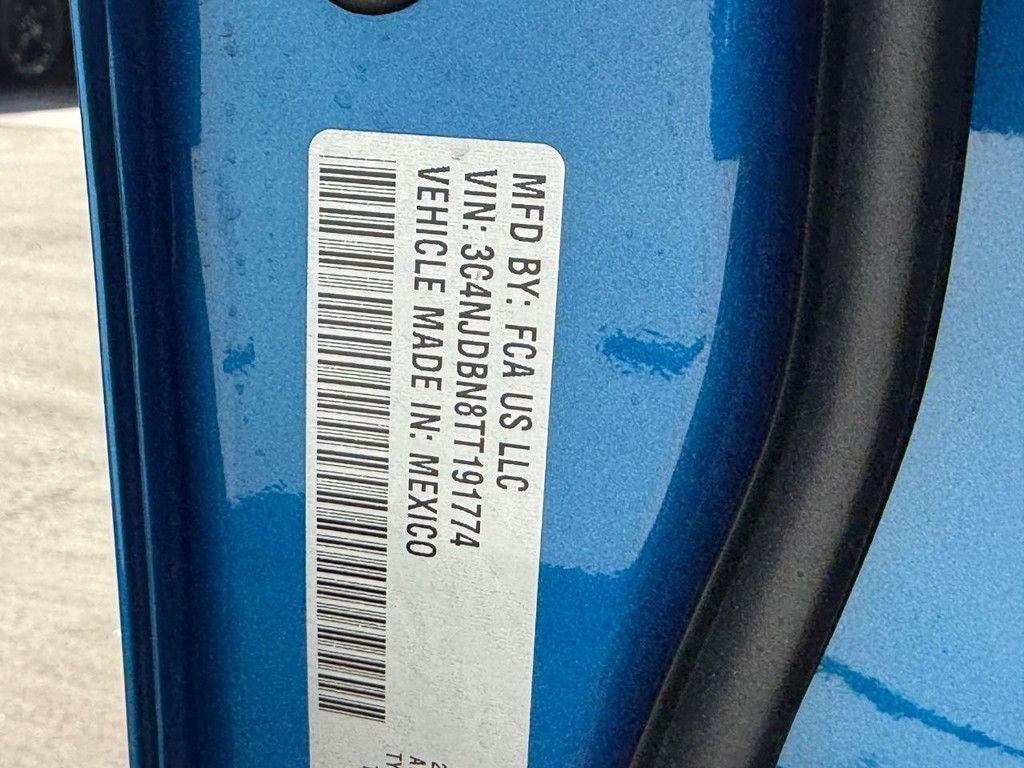 MFD BY: FCA US LLC
VIN: 3C4NJDBN8TT191774
VEHICLE MADE IN: MEXICO